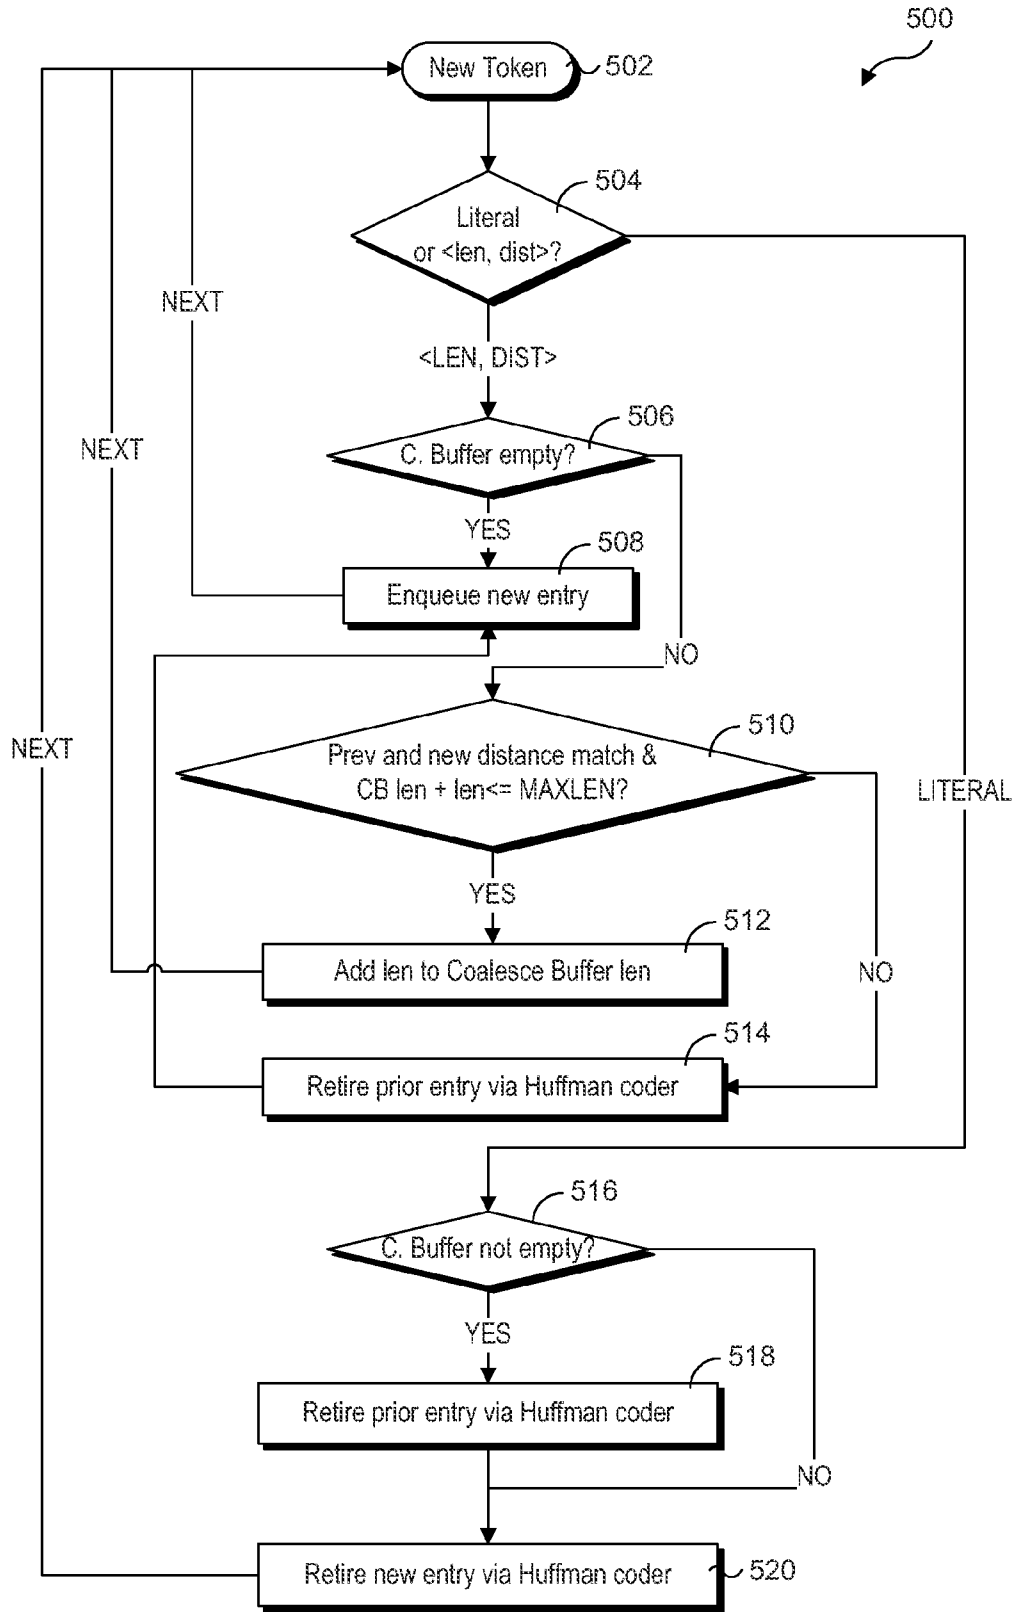 500
New Token
502
504
Literal
or <len, dist>?
NEXT
<LEN, DIST>
506
NEXT
C. Buffer empty?
YES
508
Enqueue new entry
NO
510
NEXT
Prev and new distance match &
CB len + len<= MAXLEN?
LITERAL
YES
512
Add len to Coalesce Buffer len
NO
514
Retire prior entry via Huffman coder
516
C. Buffer not empty?
YES
518
Retire prior entry via Huffman coder
NO
Retire new entry via Huffman coder
520